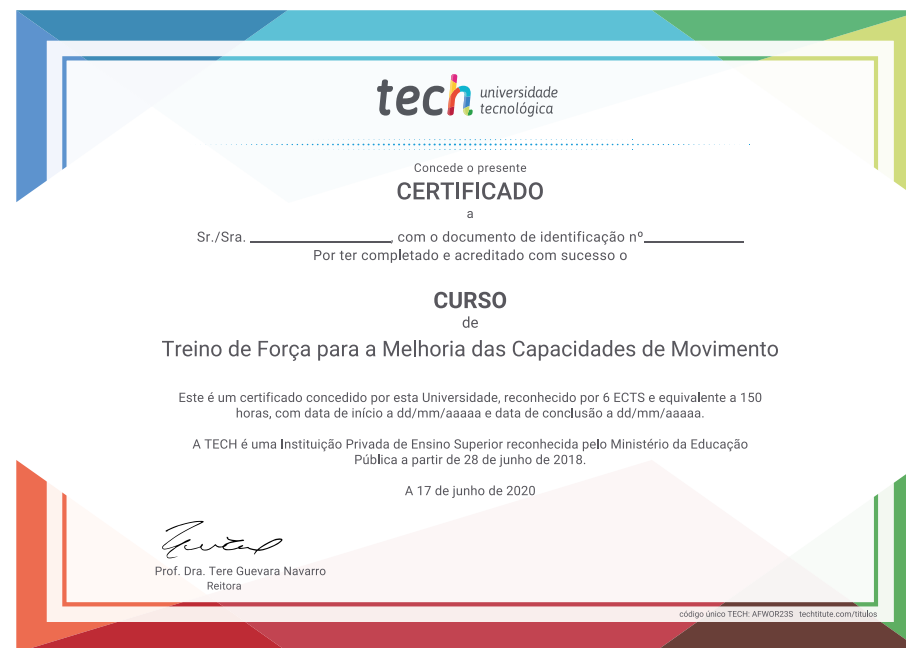 tech universidade
tecnológica
Concede o presente
CERTIFICADO
a
Sr./Sra. ____________________, com o documento de identificação nº______________
Por ter completado e acreditado com sucesso o
CURSO
de
Treino de Força para a Melhoria das Capacidades de Movimento
Este é um certificado concedido por esta Universidade, reconhecido por 6 ECTS e equivalente a 150
horas, com data de início a dd/mm/aaaaa e data de conclusão a dd/mm/aaaaa.
A TECH é uma Instituição Privada de Ensino Superior reconhecida pelo Ministério da Educação
Pública a partir de 28 de junho de 2018.
A 17 de junho de 2020
Prof. Dra. Tere Guevara Navarro
Reitora
código único TECH: AFWOR23S techtitute.com/titulos